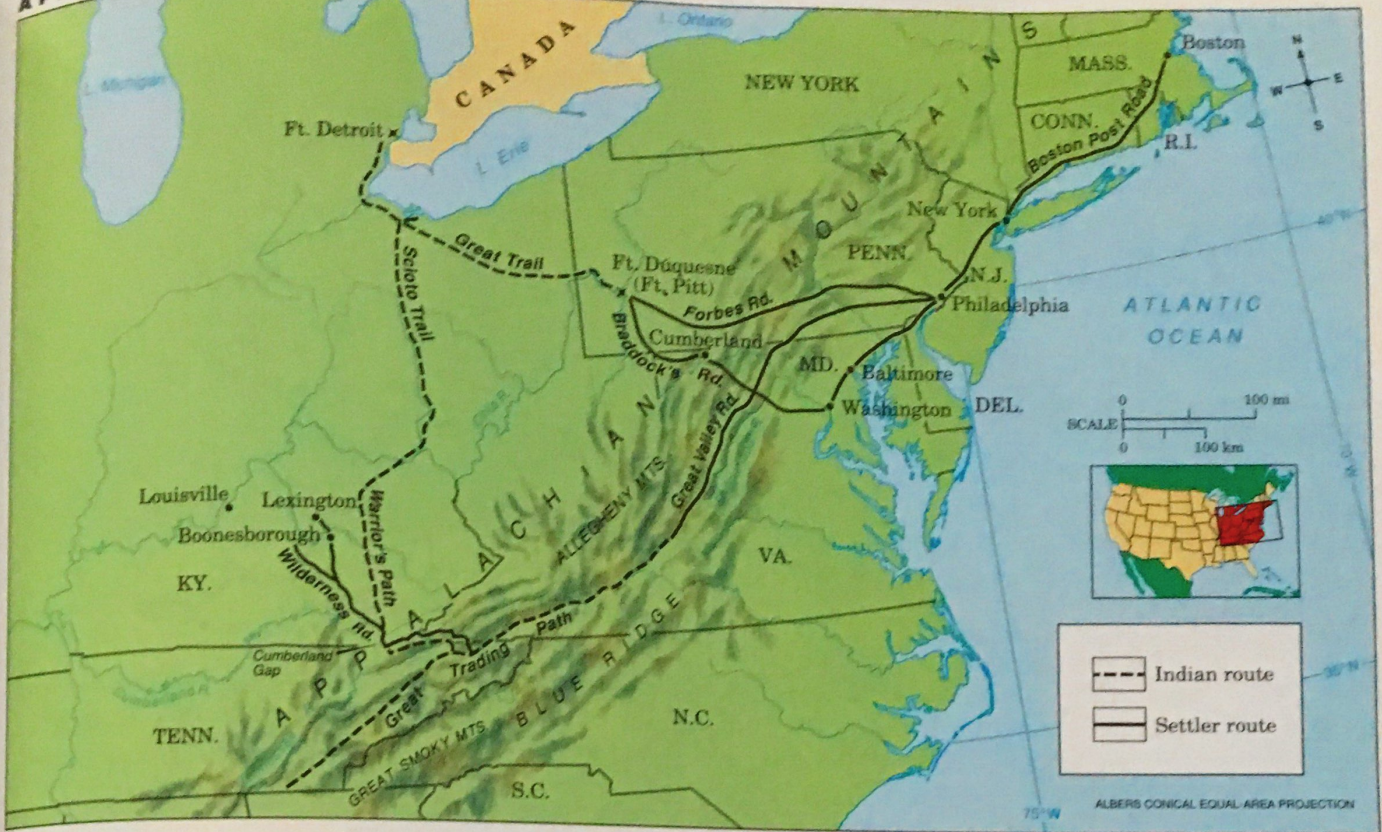 L. Michigan
CANADA
L. Ontario
L. Erie
Ft. Detroit
NEW YORK
S
MASS.
Boston
CONN.
Boston Post Road
R.I.
N
W
E
S
New York
PENN.
N.J.
Philadelphia
Great Trail
Scioto Trail
Ft. Duquesne
(Ft. Pitt)
Forbes Rd.
Cumberland
Braddock's Rd.
MD.
Baltimore
Washington
DEL.
ATLANTIC
OCEAN
0 100 mi
SCALE
0 100 km
Ohio R.
Great Valley Rd.
APPALACHIAN MOUNTAINS
ALLEGHENY MTS.
Louisville
Lexington
Boonesborough
Warrior's Path
Wilderness Rd.
KY.
VA.
Cumberland
Gap
Great Trading Path
BLUE RIDGE
GREAT SMOKY MTS.
TENN.
N.C.
S.C.
Indian route
Settler route
75°W
ALBERS CONICAL EQUAL-AREA PROJECTION